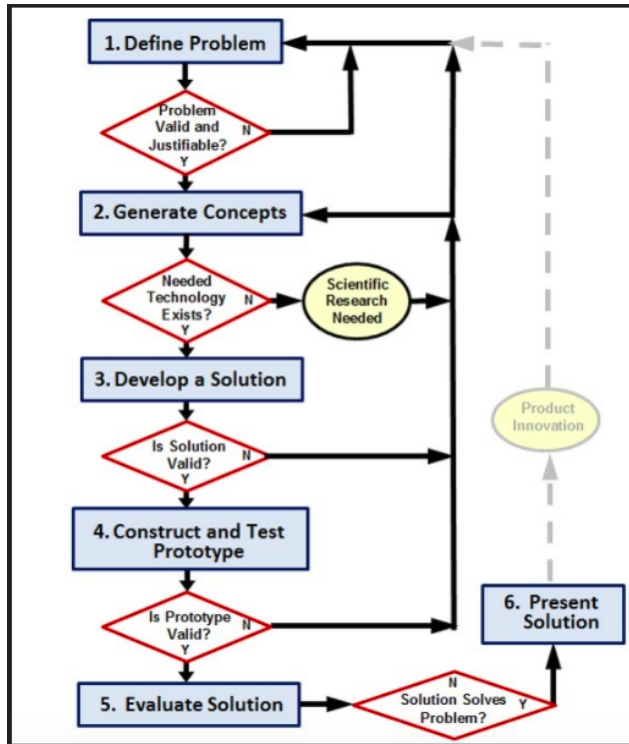 1. Define Problem
Problem
Valid and N
Justifiable?
Y
2. Generate Concepts
Needed
Technology N
Exists?
Y
Scientific
Research
Needed
3. Develop a Solution
Is Solution N
Valid?
Y
Product
Innovation
4. Construct and Test
Prototype
Is Prototype N
Valid?
Y
6. Present
Solution
5. Evaluate Solution
N
Solution Solves Y
Problem?